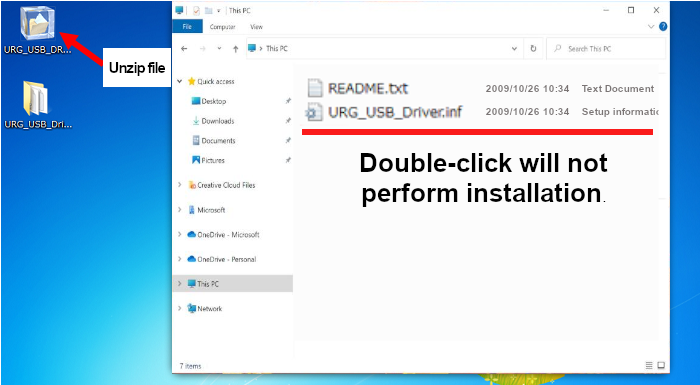 URG_USB_DR...
Unzip file
URG_USB_Dri...
This PC
File Computer View
This PC
Search This PC
Quick access
Desktop
Downloads
Documents
Pictures
Creative Cloud Files
Microsoft
OneDrive - Microsoft
OneDrive - Personal
This PC
Network
7 items
README.txt 2009/10/26 10:34 Text Document
URG_USB_Driver.inf 2009/10/26 10:34 Setup informatic
Double-click will not
perform installation.